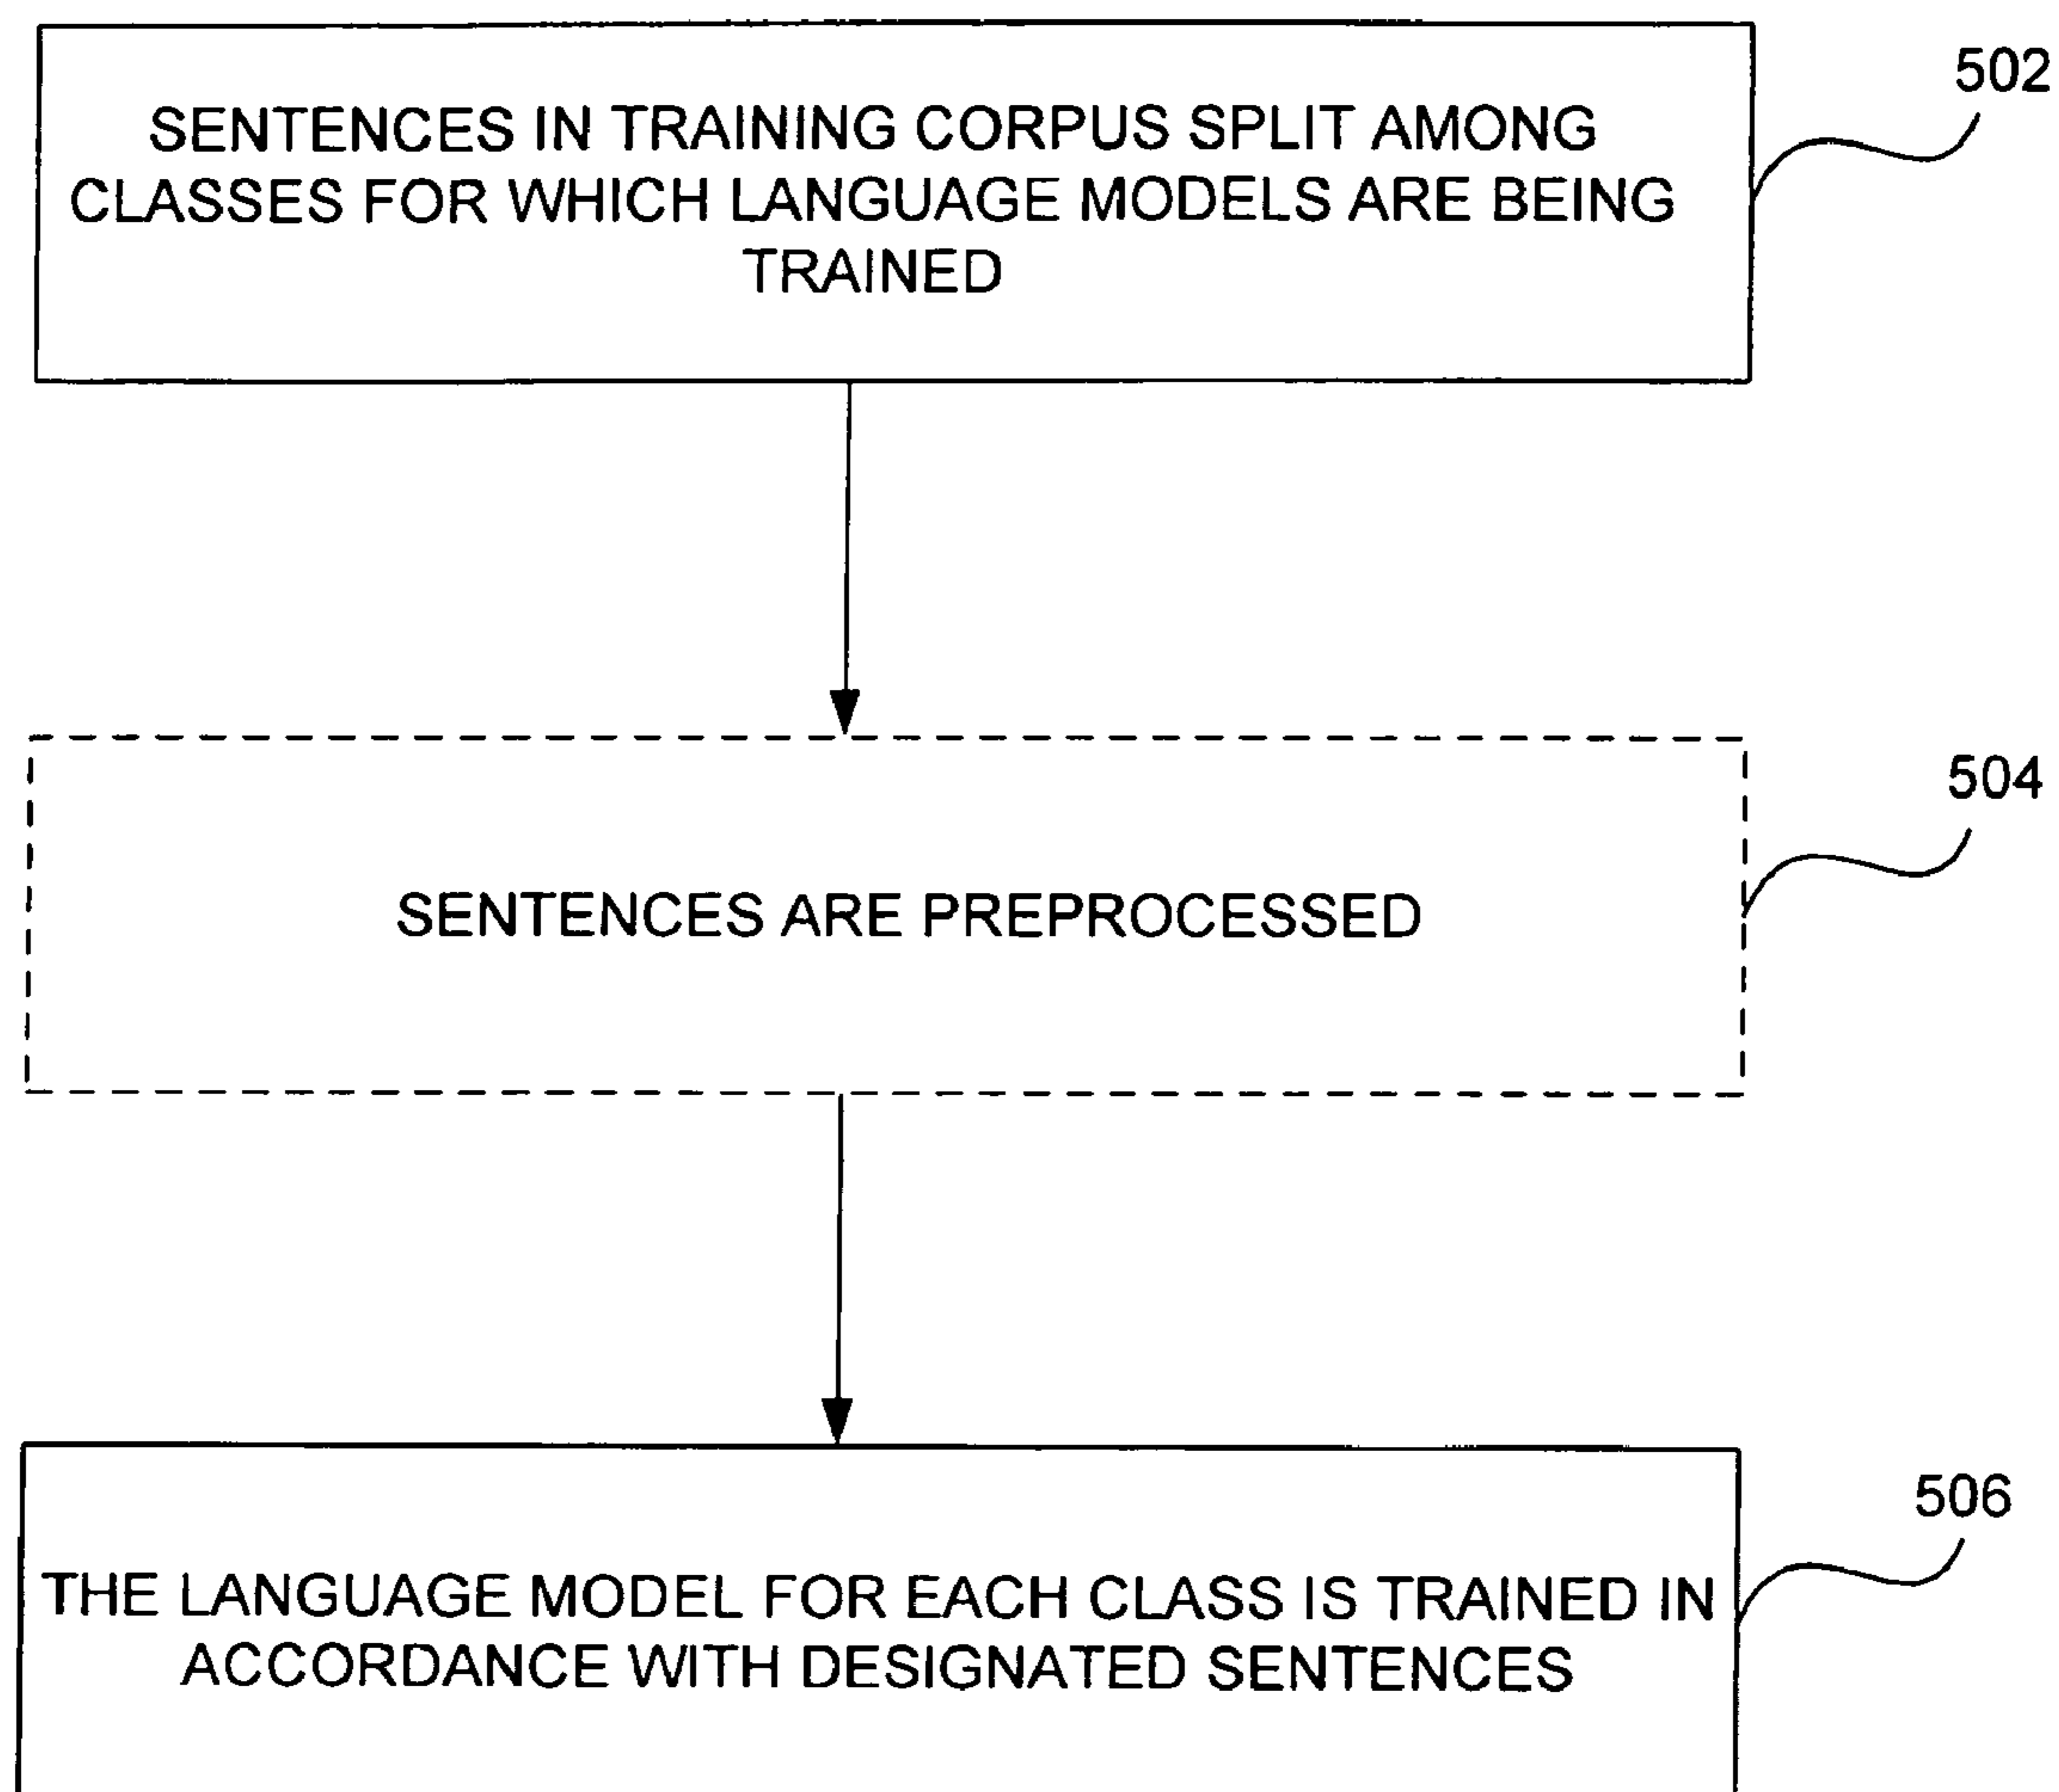 502
SENTENCES IN TRAINING CORPUS SPLIT AMONG
CLASSES FOR WHICH LANGUAGE MODELS ARE BEING
TRAINED
504
SENTENCES ARE PREPROCESSED
506
THE LANGUAGE MODEL FOR EACH CLASS IS TRAINED IN
ACCORDANCE WITH DESIGNATED SENTENCES